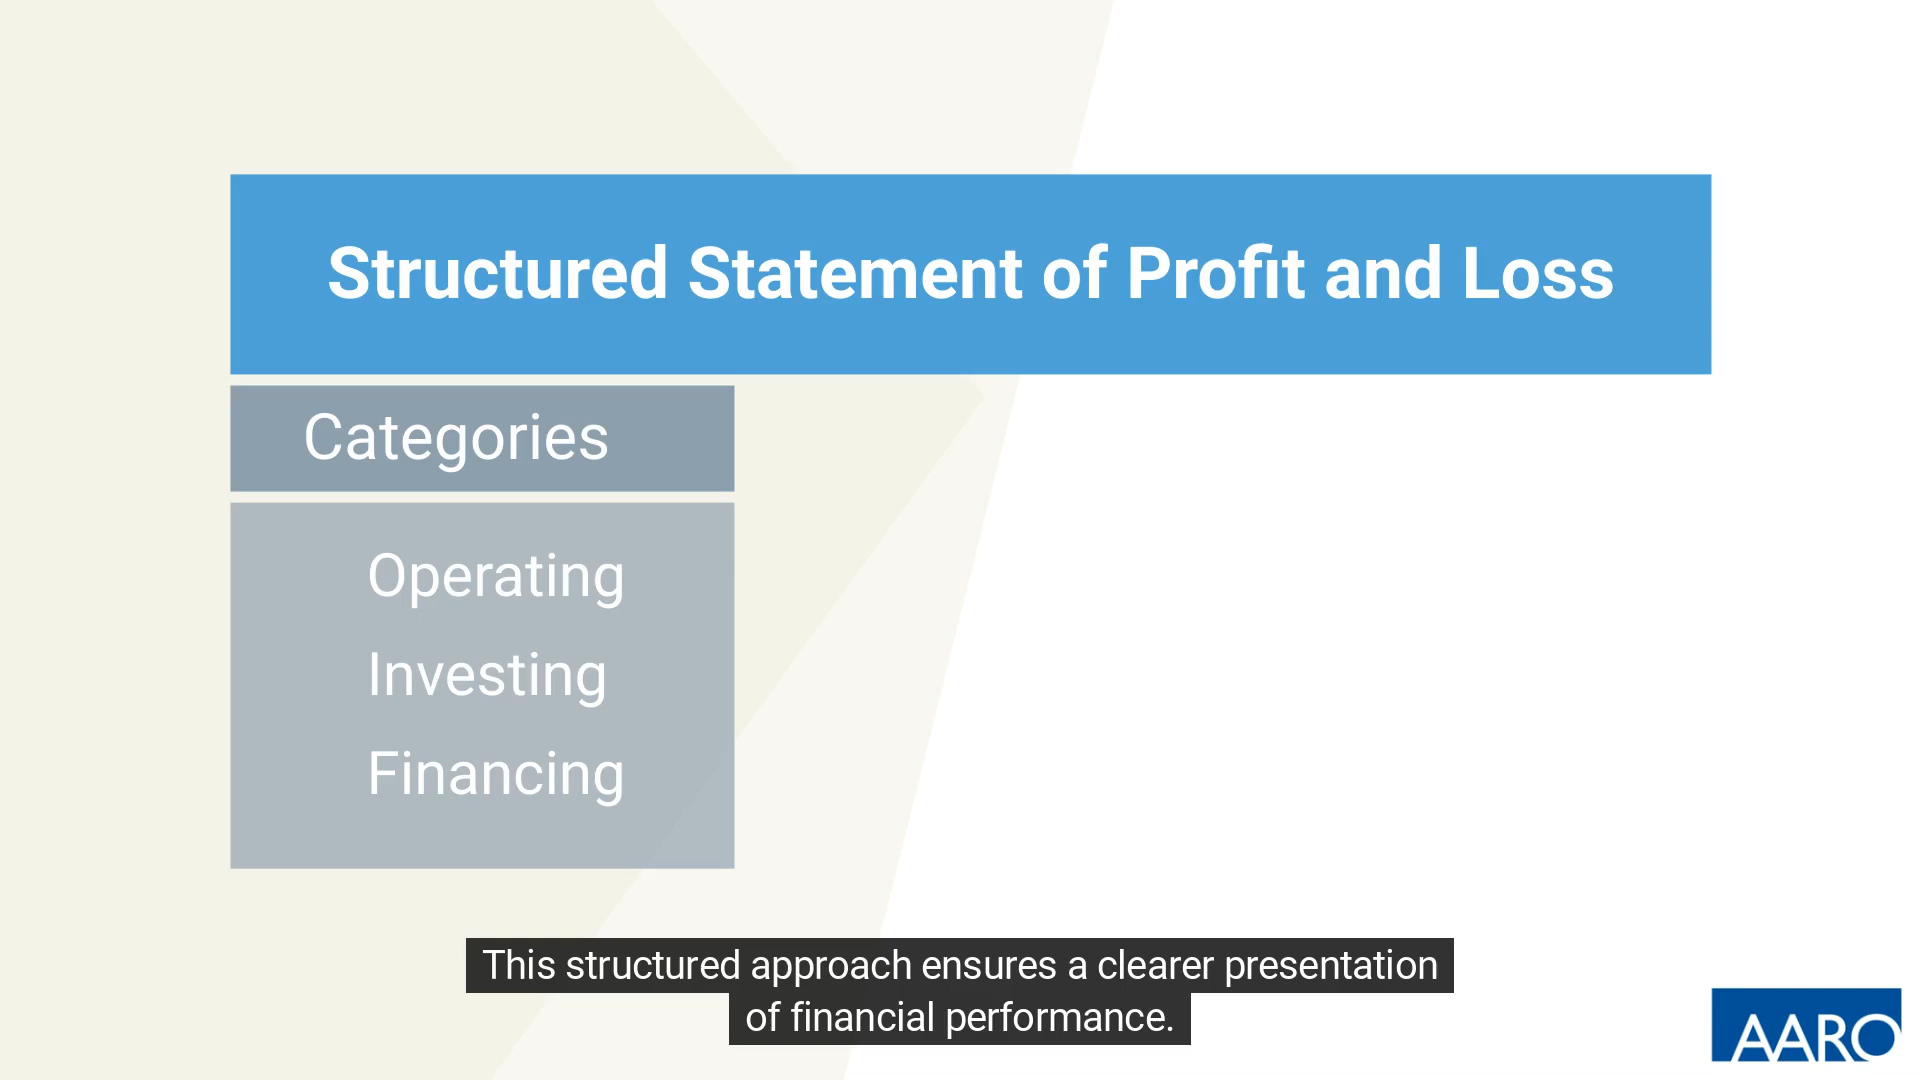 Structured Statement of Profit and Loss
Categories
Operating
Investing
Financing
This structured approach ensures a clearer presentation
of financial performance.
AARO